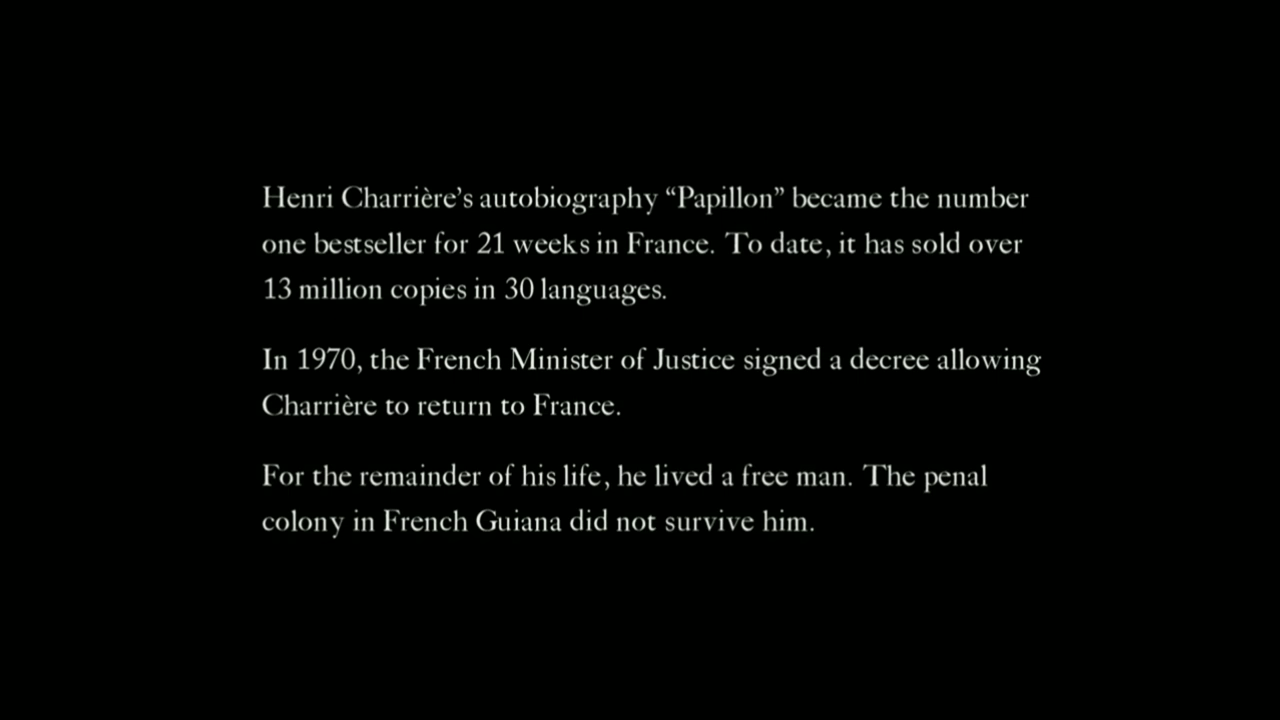 Henri Charrière’s autobiography “Papillon” became the number
one bestseller for 21 weeks in France. To date, it has sold over
13 million copies in 30 languages.
In 1970, the French Minister of Justice signed a decree allowing
Charrière to return to France.
For the remainder of his life, he lived a free man. The penal
colony in French Guiana did not survive him.